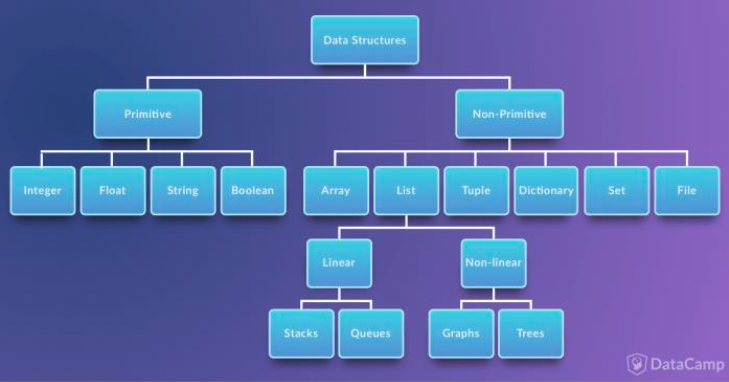 Data Structures
Primitive
Non-Primitive
Integer
Float
String
Boolean
Array
List
Tuple
Dictionary
Set
File
Linear
Non-linear
Stacks
Queues
Graphs
Trees
DataCamp